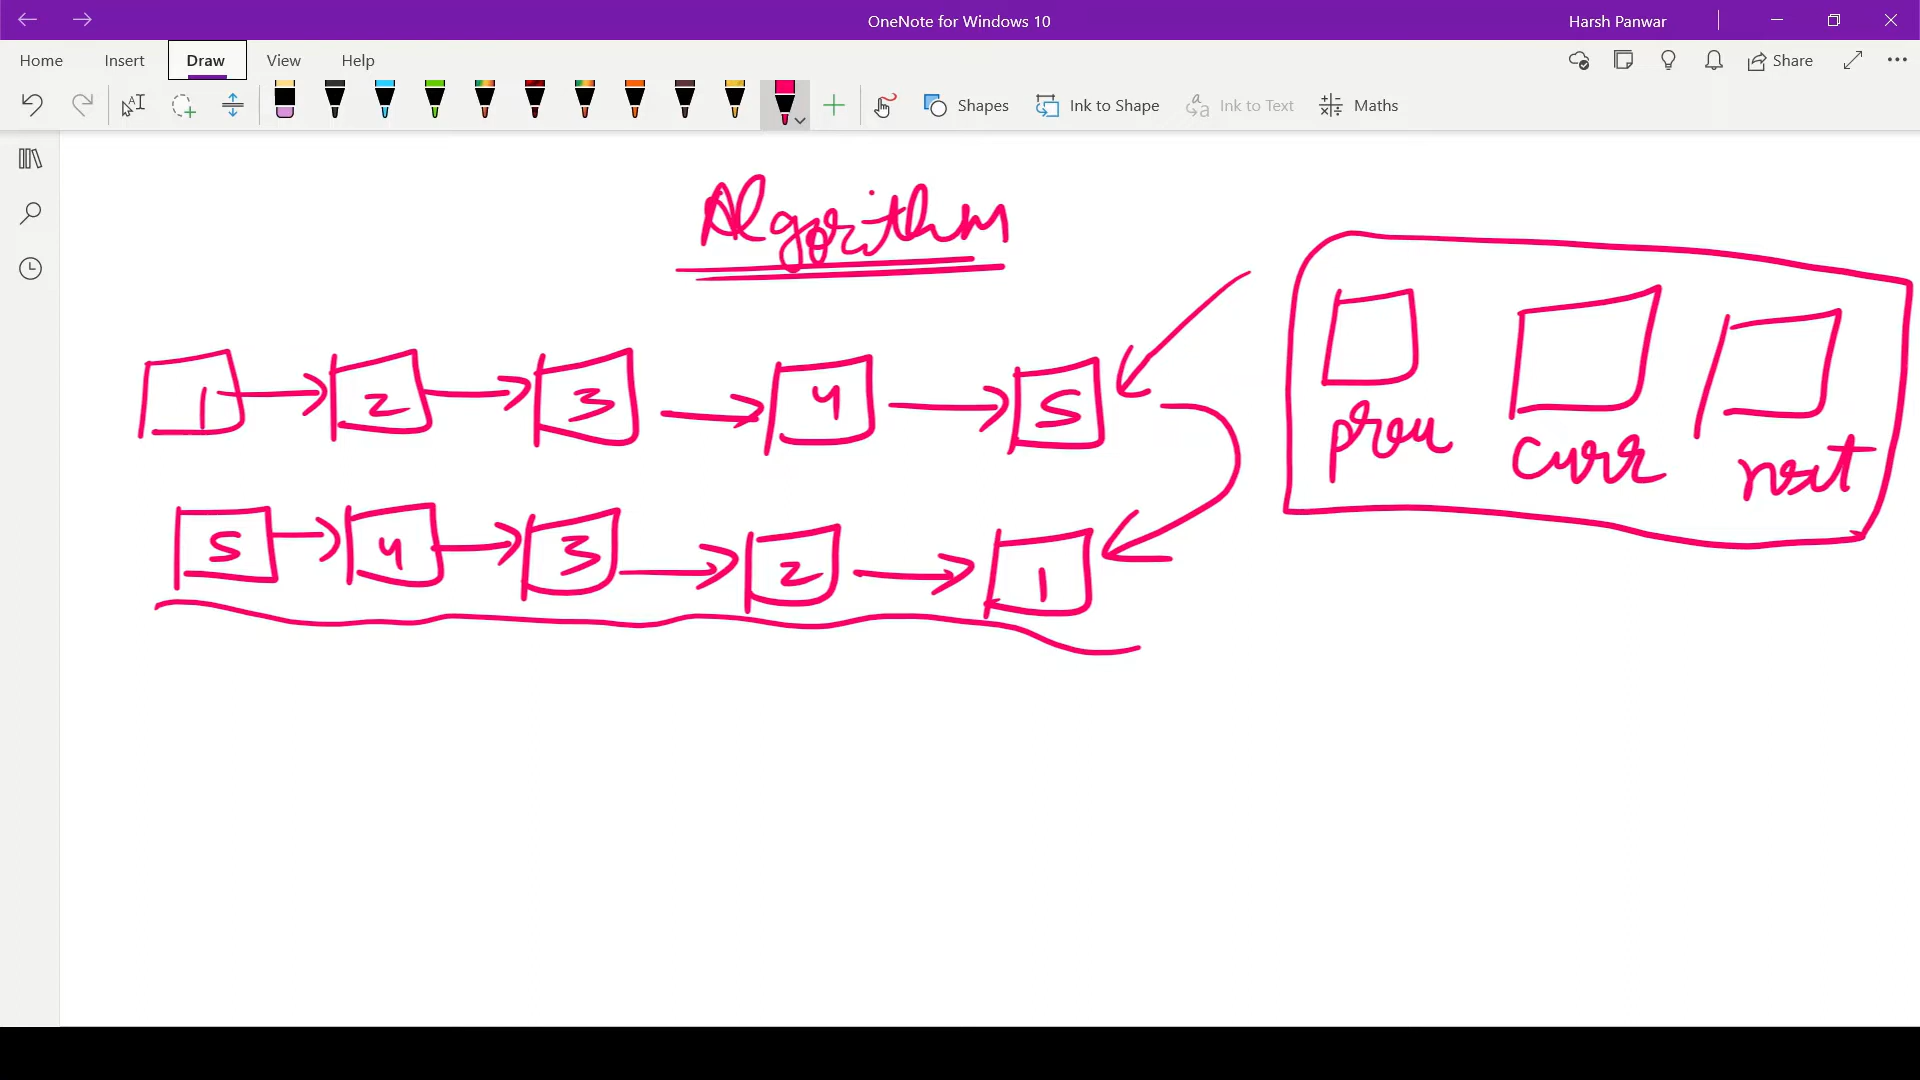 OneNote for Windows 10
Harsh Panwar
Home Insert Draw View Help
Share
Shapes Ink to Shape Ink to Text Maths
Algorithm
1 2 3 4 5
prev curr next
5 4 3 2 1